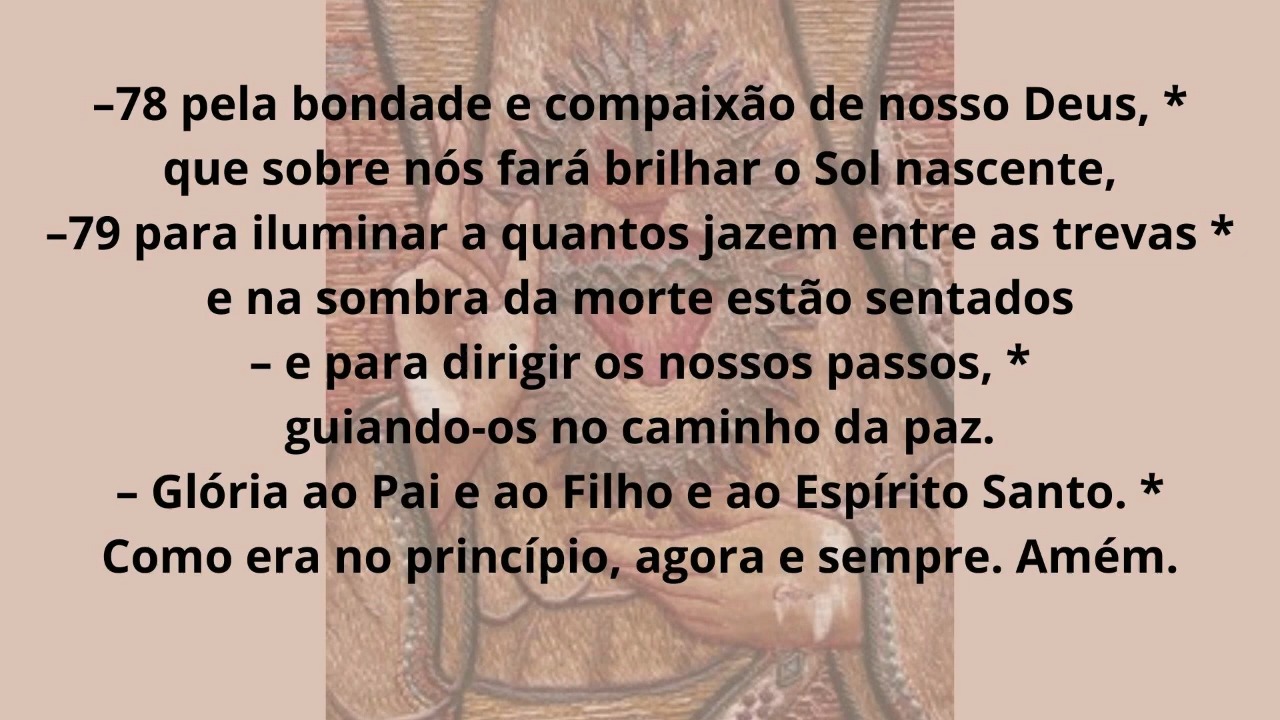 –78 pela bondade e compaixão de nosso Deus, *
que sobre nós fará brilhar o Sol nascente,
–79 para iluminar a quantos jazem entre as trevas *
e na sombra da morte estão sentados
– e para dirigir os nossos passos, *
guiando-os no caminho da paz.
– Glória ao Pai e ao Filho e ao Espírito Santo. *
Como era no princípio, agora e sempre. Amém.